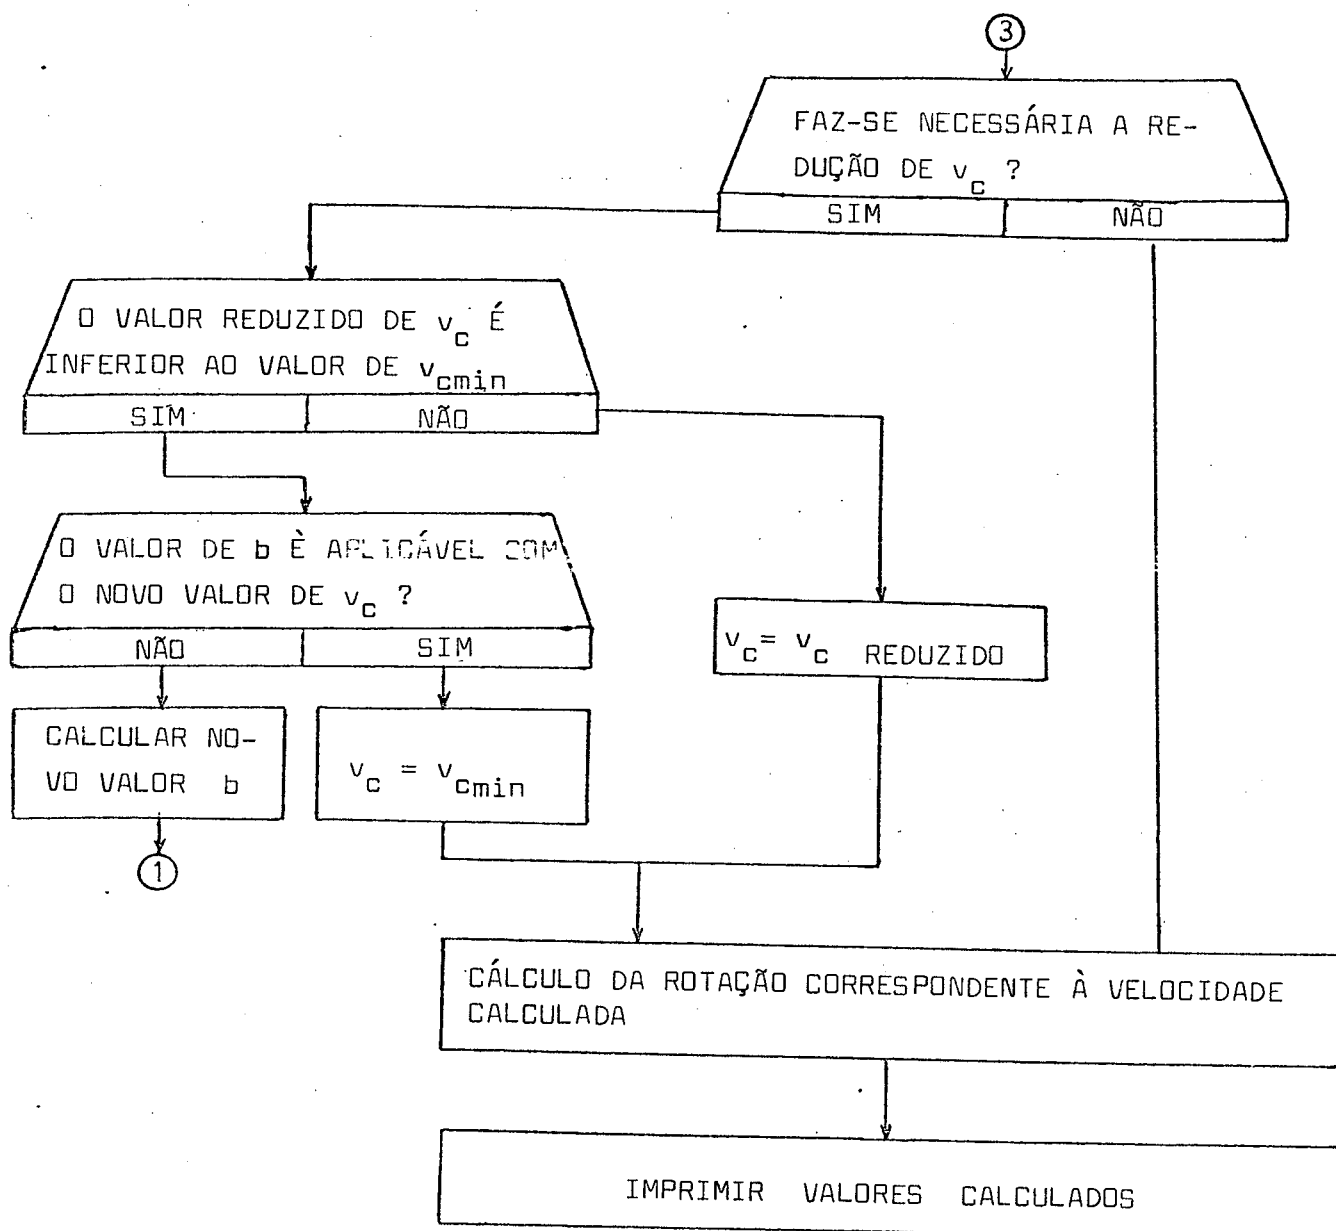 3
FAZ-SE NECESSÁRIA A RE-
DUÇÃO DE v_c ?
SIM NÃO
O VALOR REDUZIDO DE v_c É
INFERIOR AO VALOR DE v_cmin
SIM NÃO
O VALOR DE b È APLICÁVEL COM
O NOVO VALOR DE v_c ?
NÃO SIM
v_c = v_c REDUZIDO
CALCULAR NO-
VO VALOR b
v_c = v_cmin
1
CÁLCULO DA ROTAÇÃO CORRESPONDENTE À VELOCIDADE
CALCULADA
IMPRIMIR VALORES CALCULADOS